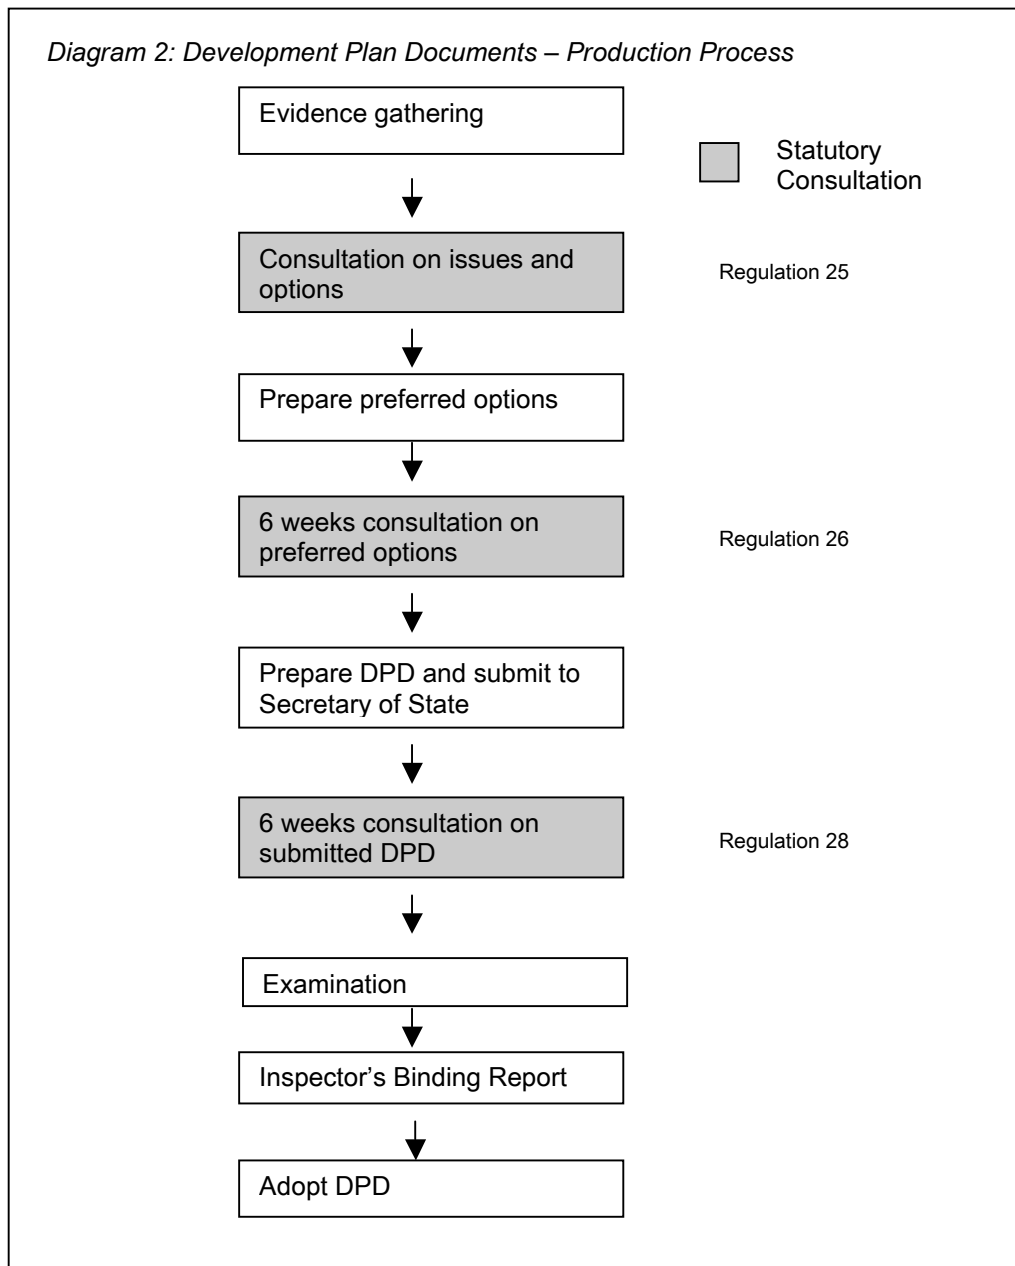 Diagram 2: Development Plan Documents – Production Process
Evidence gathering
Statutory
Consultation
Consultation on issues and
options
Regulation 25
Prepare preferred options
6 weeks consultation on
preferred options
Regulation 26
Prepare DPD and submit to
Secretary of State
6 weeks consultation on
submitted DPD
Regulation 28
Examination
Inspector’s Binding Report
Adopt DPD